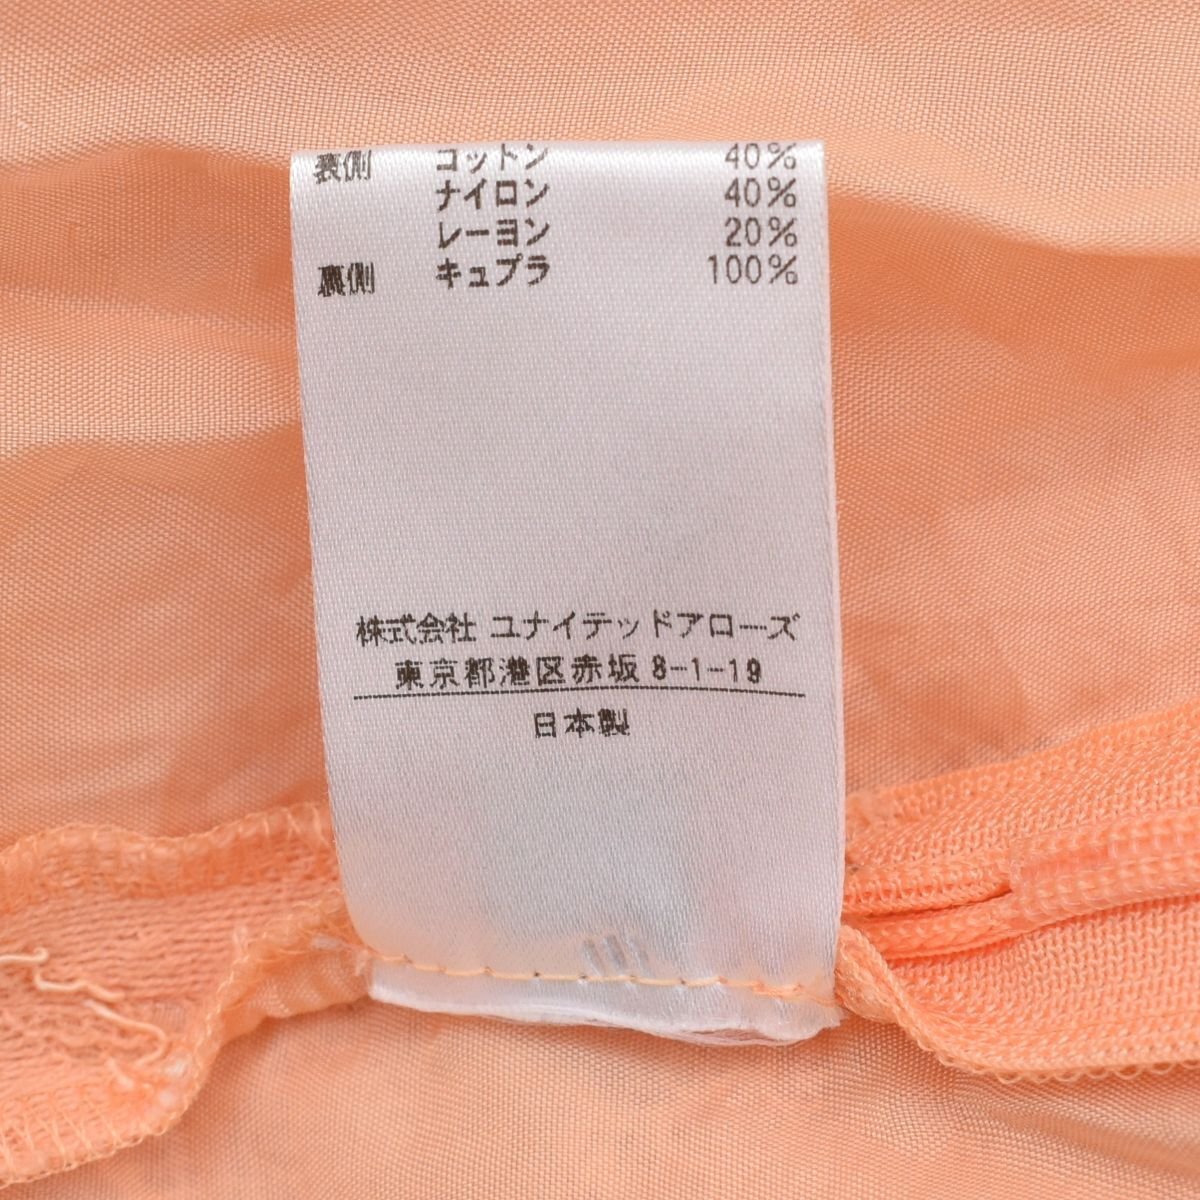 表側 コットン 40%
ナイロン 40%
レーヨン 20%
裏側 キュプラ 100%
株式会社 ユナイテッドアローズ
東京都港区赤坂 8-1-19
日本製